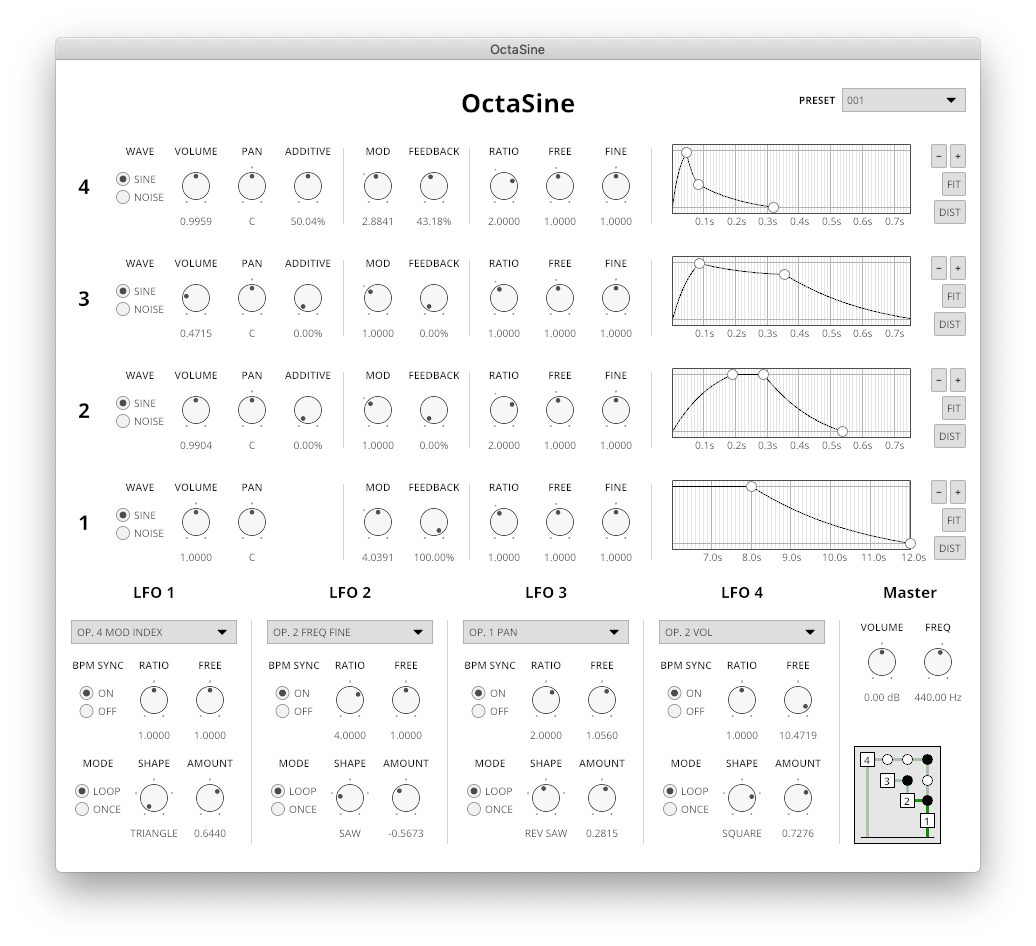 OctaSine
OctaSine
PRESET 001
WAVE VOLUME PAN ADDITIVE MOD FEEDBACK RATIO FREE FINE
4 SINE NOISE
0.9959 C 50.04% 2.8841 43.18% 2.0000 1.0000 1.0000
0.1s 0.2s 0.3s 0.4s 0.5s 0.6s 0.7s
− +
FIT
DIST
WAVE VOLUME PAN ADDITIVE MOD FEEDBACK RATIO FREE FINE
3 SINE NOISE
0.4715 C 0.00% 1.0000 0.00% 1.0000 1.0000 1.0000
0.1s 0.2s 0.3s 0.4s 0.5s 0.6s 0.7s
− +
FIT
DIST
WAVE VOLUME PAN ADDITIVE MOD FEEDBACK RATIO FREE FINE
2 SINE NOISE
0.9904 C 0.00% 1.0000 0.00% 2.0000 1.0000 1.0000
0.1s 0.2s 0.3s 0.4s 0.5s 0.6s 0.7s
− +
FIT
DIST
WAVE VOLUME PAN MOD FEEDBACK RATIO FREE FINE
1 SINE NOISE
1.0000 C 4.0391 100.00% 1.0000 1.0000 1.0000
7.0s 8.0s 9.0s 10.0s 11.0s 12.0s
− +
FIT
DIST
LFO 1
OP. 4 MOD INDEX
BPM SYNC RATIO FREE
ON
OFF
1.0000 1.0000
MODE SHAPE AMOUNT
LOOP
ONCE
TRIANGLE 0.6440
LFO 2
OP. 2 FREQ FINE
BPM SYNC RATIO FREE
ON
OFF
4.0000 1.0000
MODE SHAPE AMOUNT
LOOP
ONCE
SAW -0.5673
LFO 3
OP. 1 PAN
BPM SYNC RATIO FREE
ON
OFF
2.0000 1.0560
MODE SHAPE AMOUNT
LOOP
ONCE
REV SAW 0.2815
LFO 4
OP. 2 VOL
BPM SYNC RATIO FREE
ON
OFF
1.0000 10.4719
MODE SHAPE AMOUNT
LOOP
ONCE
SQUARE 0.7276
Master
VOLUME FREQ
0.00 dB 440.00 Hz
4
3
2
1